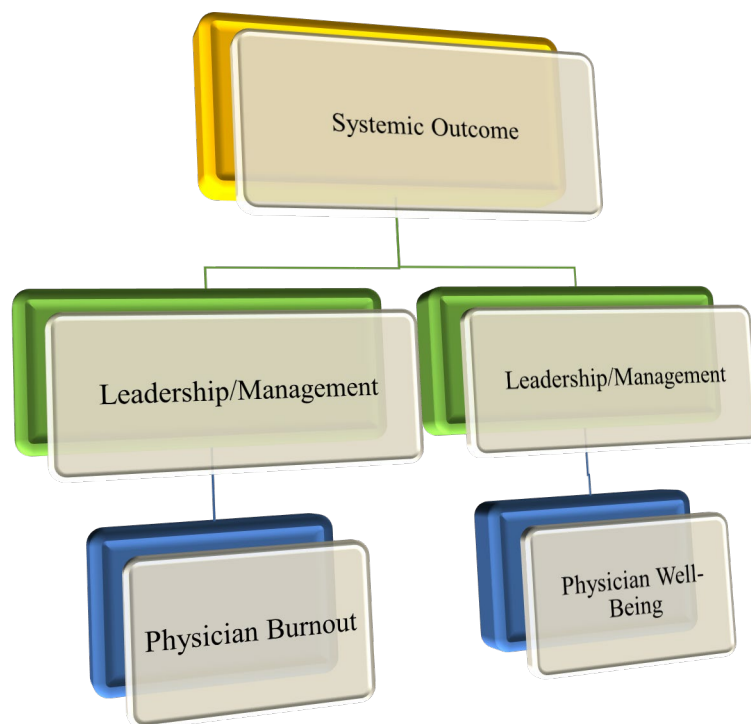 Systemic Outcome
Leadership/Management
Leadership/Management
Physician Burnout
Physician Well-
Being